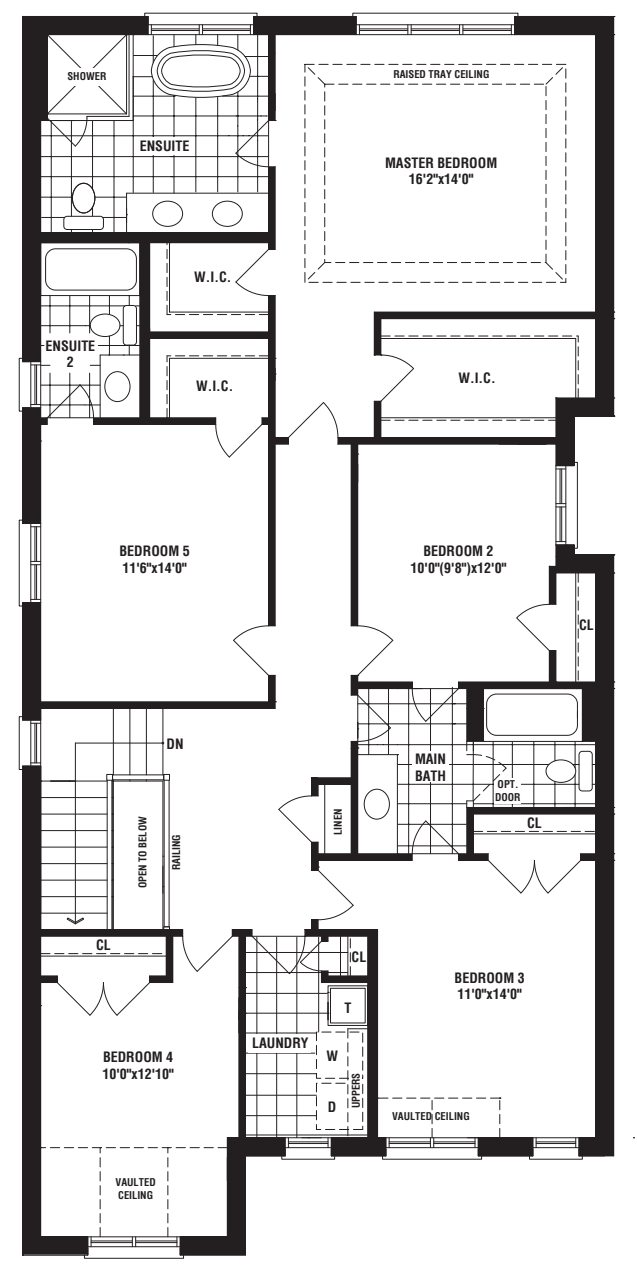 SHOWER
RAISED TRAY CEILING
ENSUITE
MASTER BEDROOM
16'2"x14'0"
W.I.C.
ENSUITE
2
W.I.C.
W.I.C.
BEDROOM 5
11'6"x14'0"
BEDROOM 2
10'0"(9'8")x12'0"
CL
DN
MAIN
BATH
OPT.
DOOR
OPEN TO BELOW
RAILING
LINEN
CL
CL
CL
BEDROOM 3
11'0"x14'0"
T
LAUNDRY
W
BEDROOM 4
10'0"x12'10"
UPPERS
D
VAULTED CEILING
VAULTED
CEILING